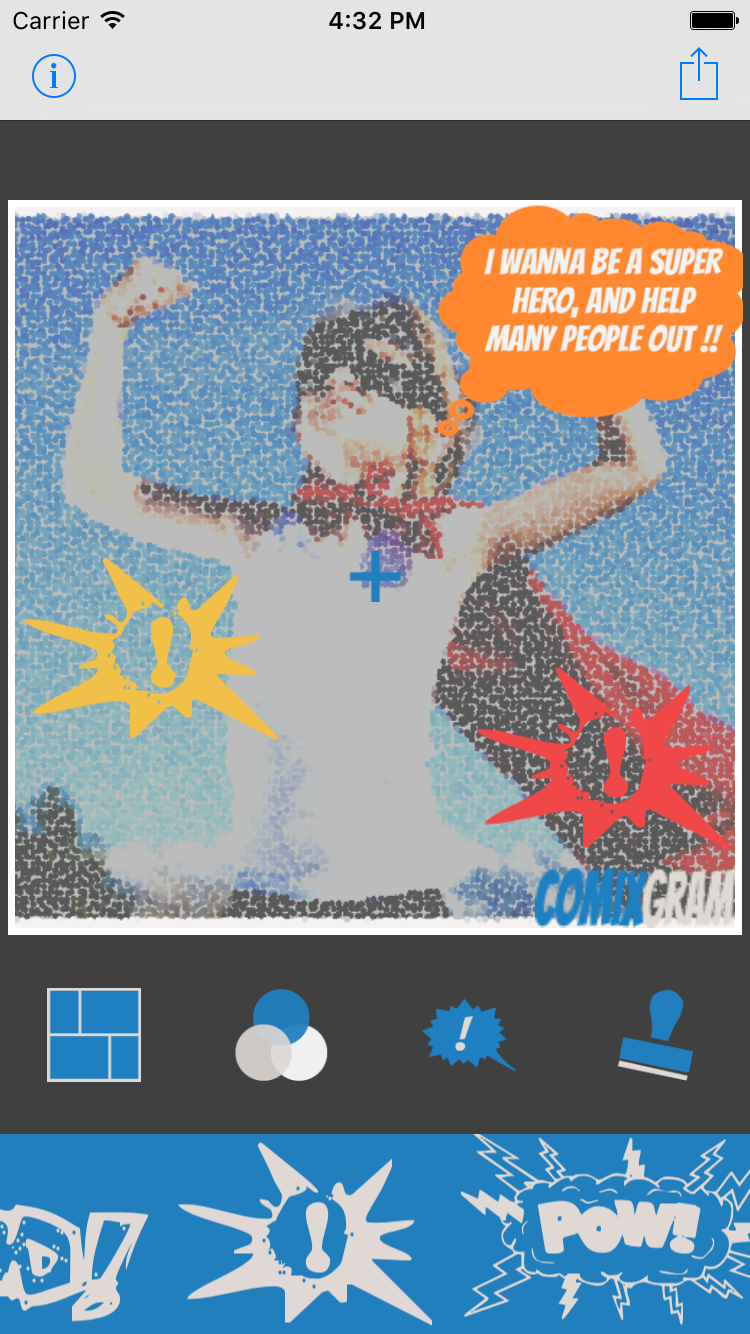 Carrier
4:32 PM
i
I WANNA BE A SUPER
HERO, AND HELP
MANY PEOPLE OUT !!
!
!
COMIXGRAM
!
D!
!
POW!